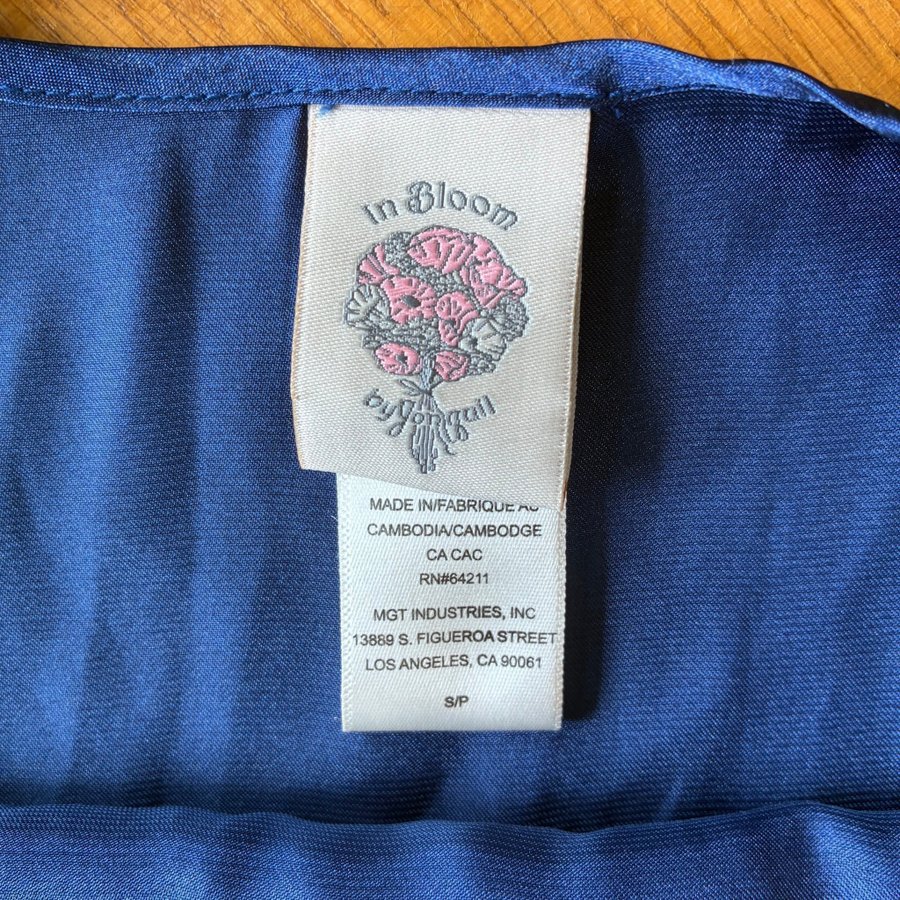 in Bloom
by Jonquil
MADE IN/FABRIQUE AU
CAMBODIA/CAMBODGE
CA CAC
RN#64211
MGT INDUSTRIES, INC
13889 S. FIGUEROA STREET
LOS ANGELES, CA 90061
S/P